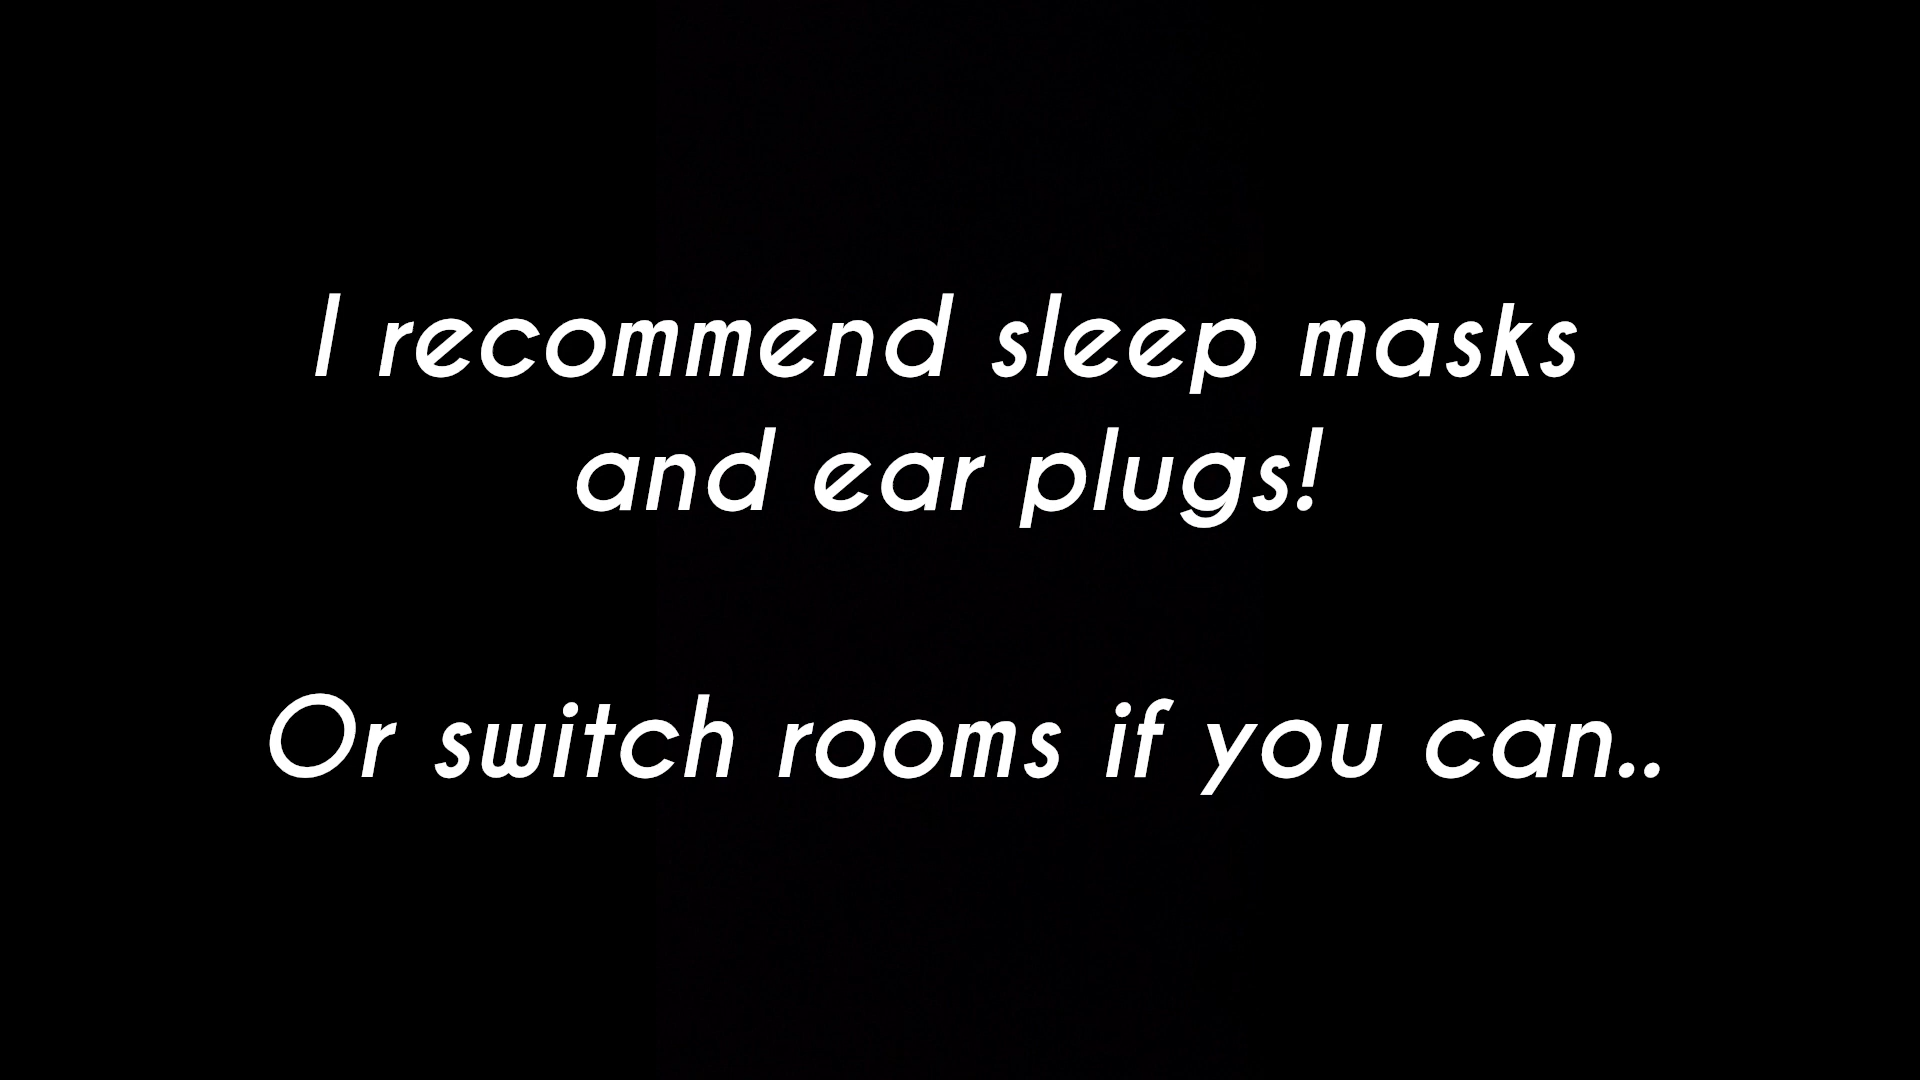 I recommend sleep masks
and ear plugs!
Or switch rooms if you can..